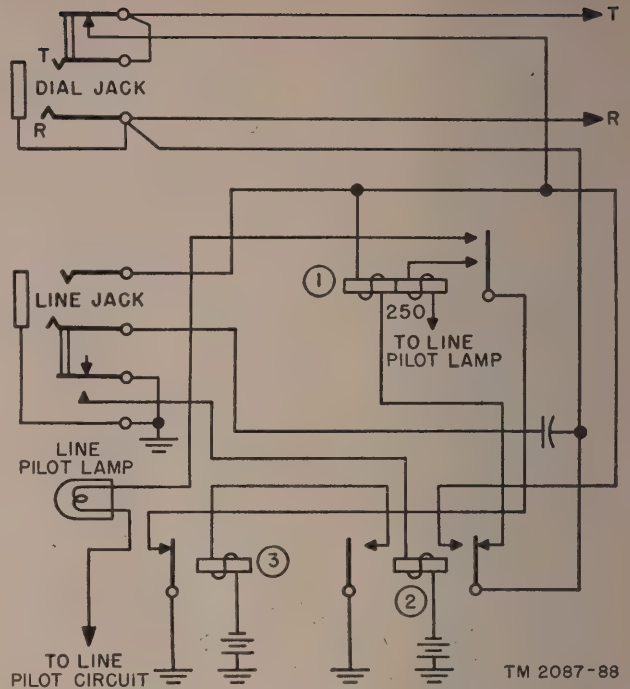 T
T
DIAL JACK
R
R
1
LINE JACK
250
TO LINE
PILOT LAMP
LINE
PILOT LAMP
3
2
TO LINE
PILOT CIRCUIT
TM 2087-88